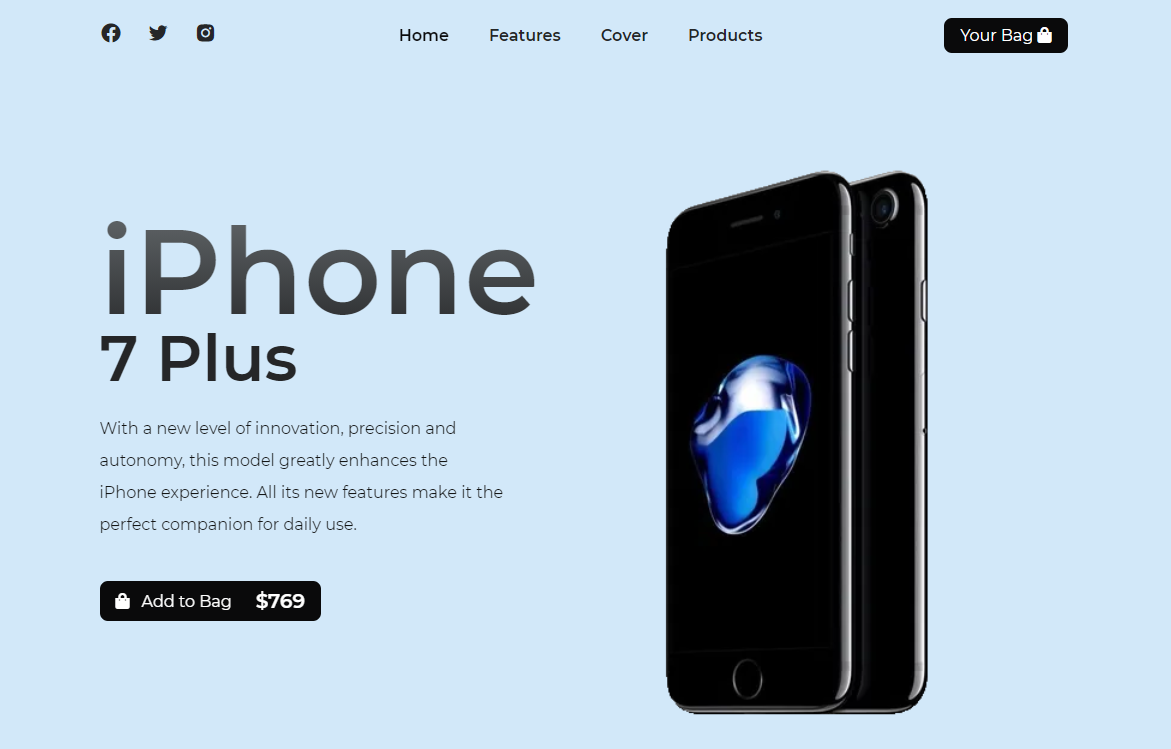 Home Features Cover Products Your Bag
iPhone
7 Plus
With a new level of innovation, precision and
autonomy, this model greatly enhances the
iPhone experience. All its new features make it the
perfect companion for daily use.
Add to Bag $769